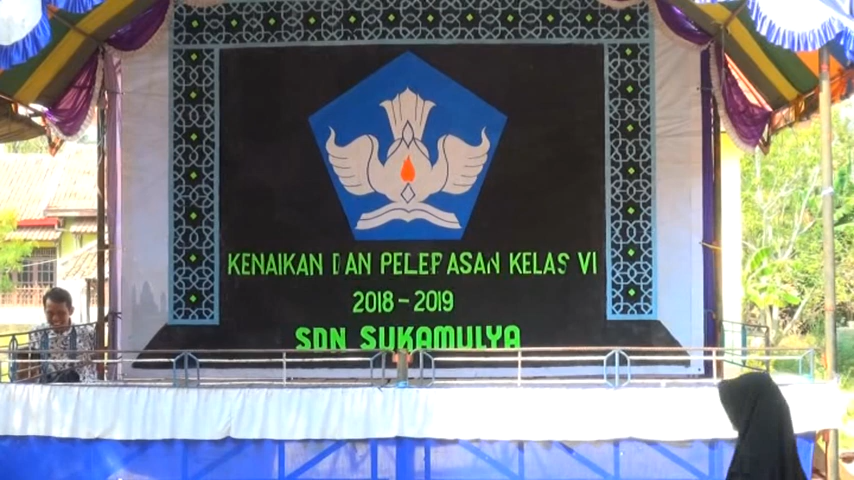 KENAIKAN DAN PELEPASAN KELAS VI
2018 - 2019
SDN SUKAMULYA